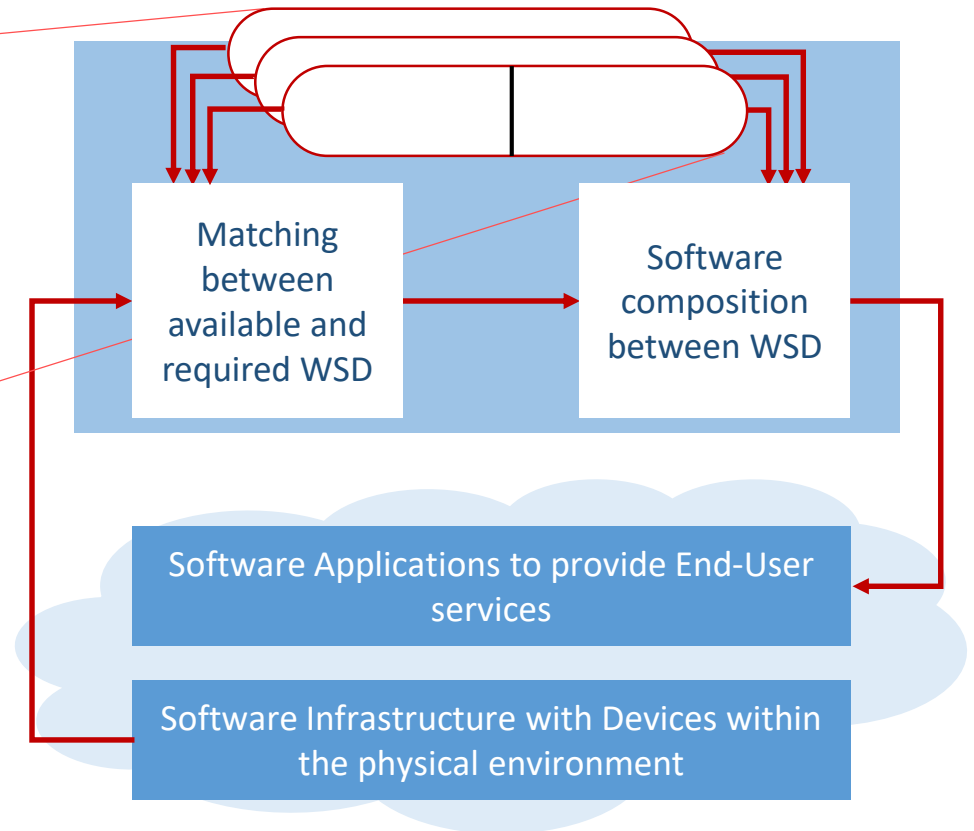 Matching
between
available and
required WSD
Software
composition
between WSD
Software Applications to provide End-User
services
Software Infrastructure with Devices within
the physical environment